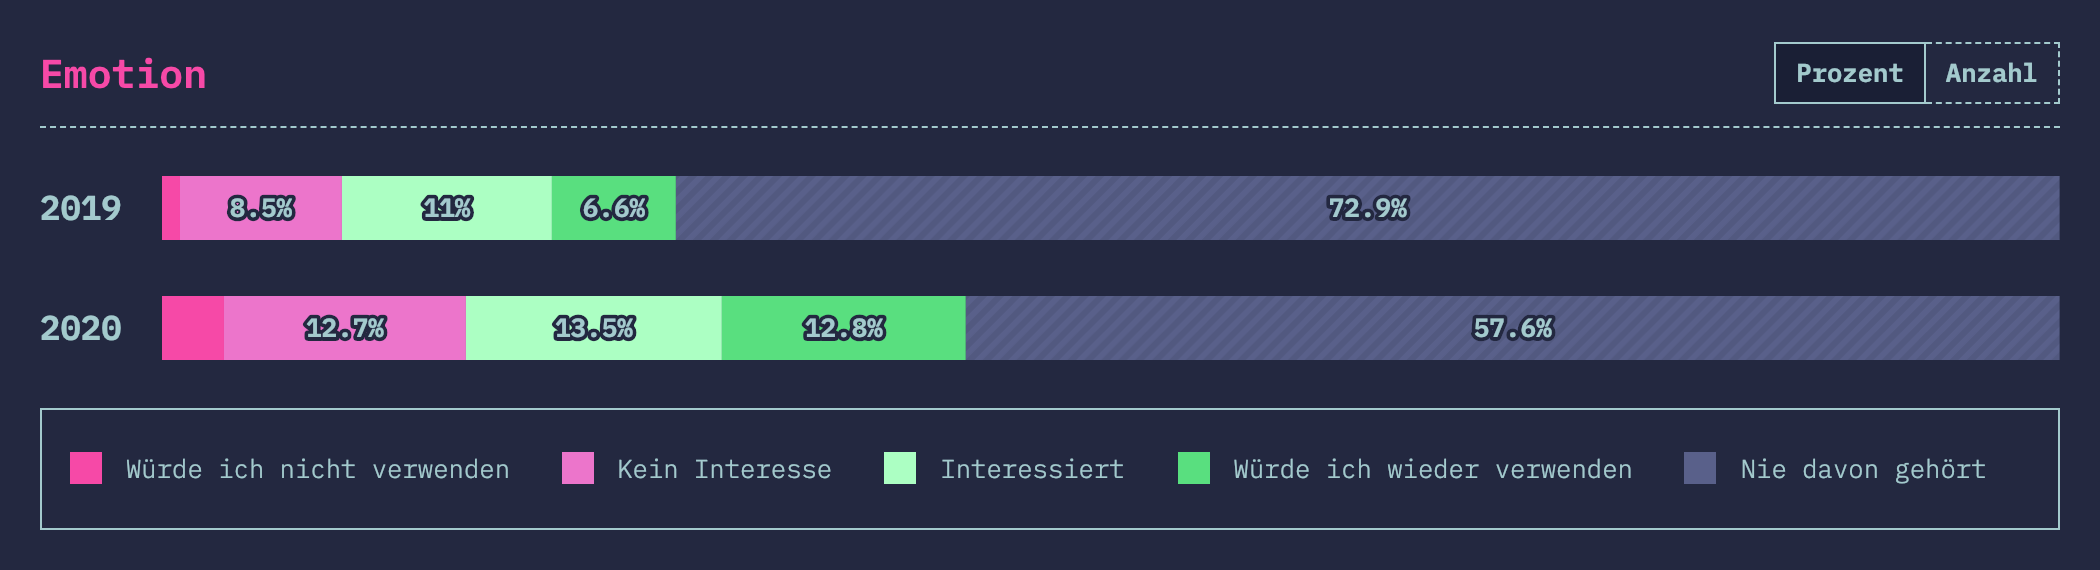 Emotion
Prozent Anzahl
2019 8.5% 11% 6.6% 72.9%
2020 12.7% 13.5% 12.8% 57.6%
Würde ich nicht verwenden Kein Interesse Interessiert Würde ich wieder verwenden Nie davon gehört